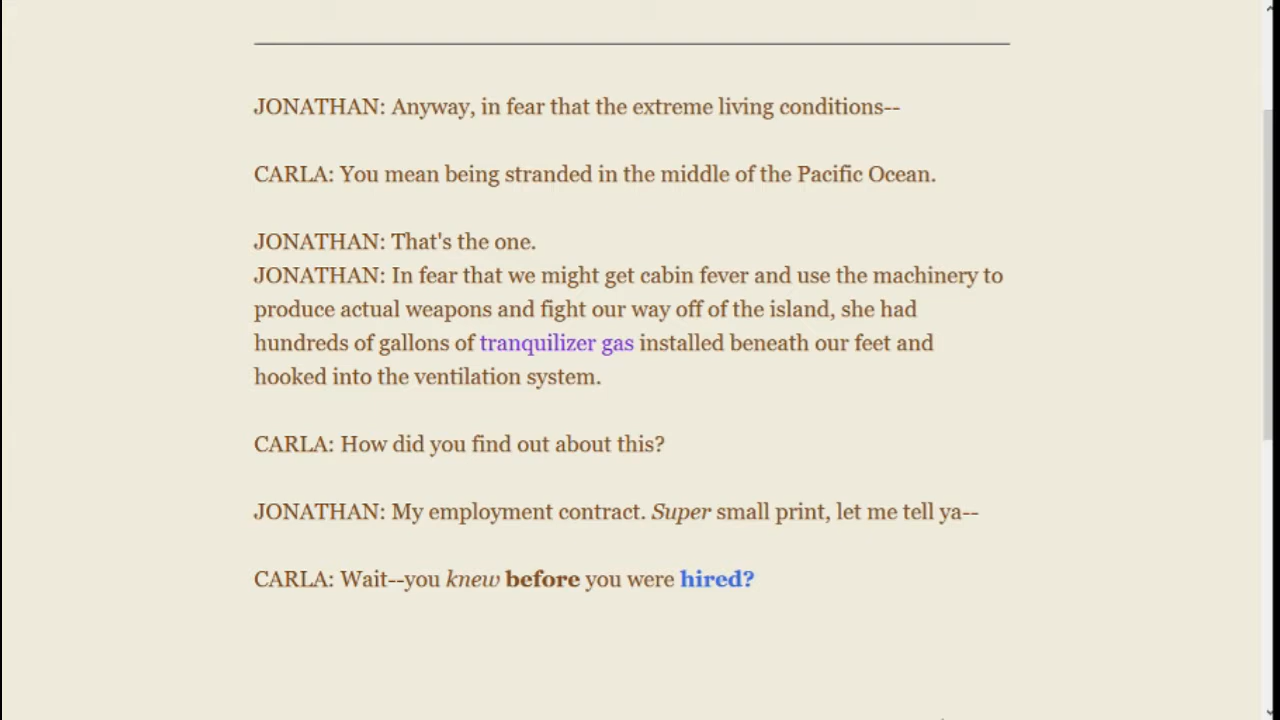 JONATHAN: Anyway, in fear that the extreme living conditions--
CARLA: You mean being stranded in the middle of the Pacific Ocean.
JONATHAN: That's the one.
JONATHAN: In fear that we might get cabin fever and use the machinery to
produce actual weapons and fight our way off of the island, she had
hundreds of gallons of tranquilizer gas installed beneath our feet and
hooked into the ventilation system.
CARLA: How did you find out about this?
JONATHAN: My employment contract. Super small print, let me tell ya--
CARLA: Wait--you knew before you were hired?